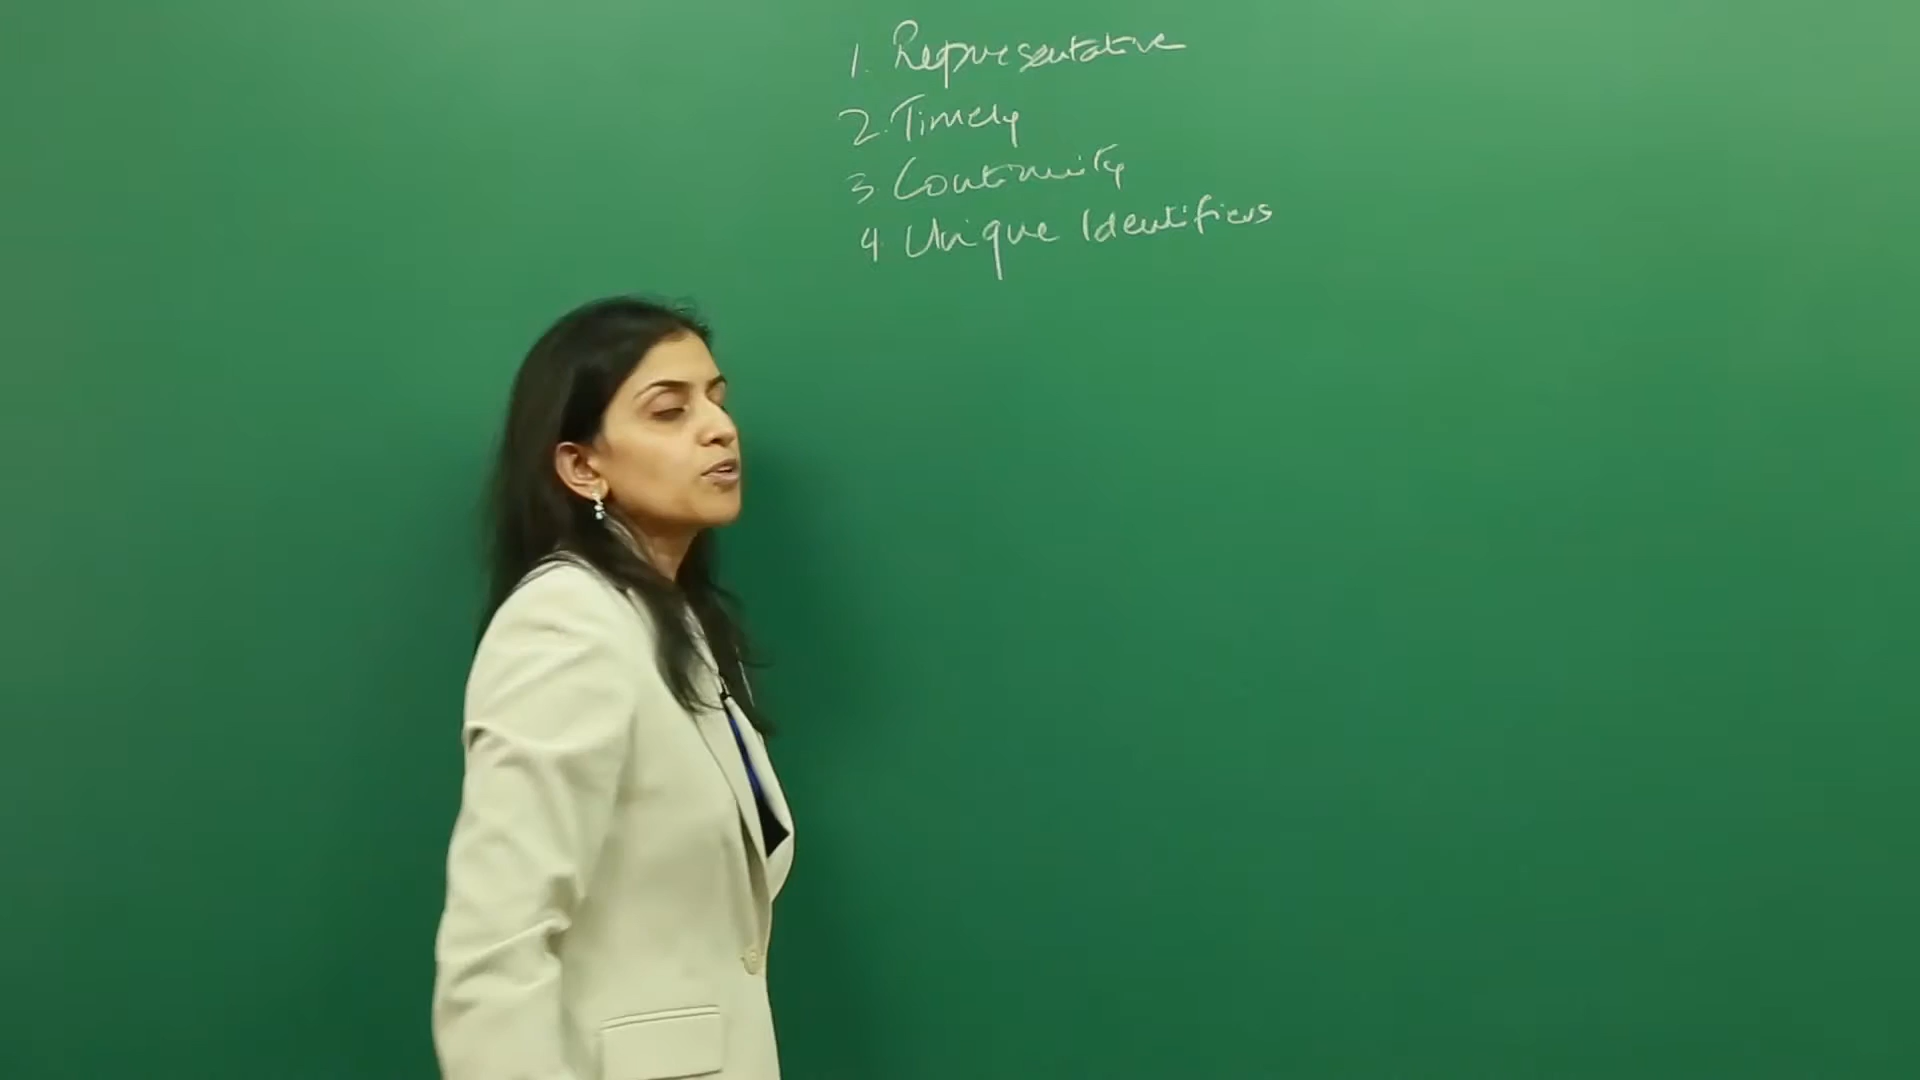 1. Representative
2. Timely
3. Continuity
4. Unique Identifiers